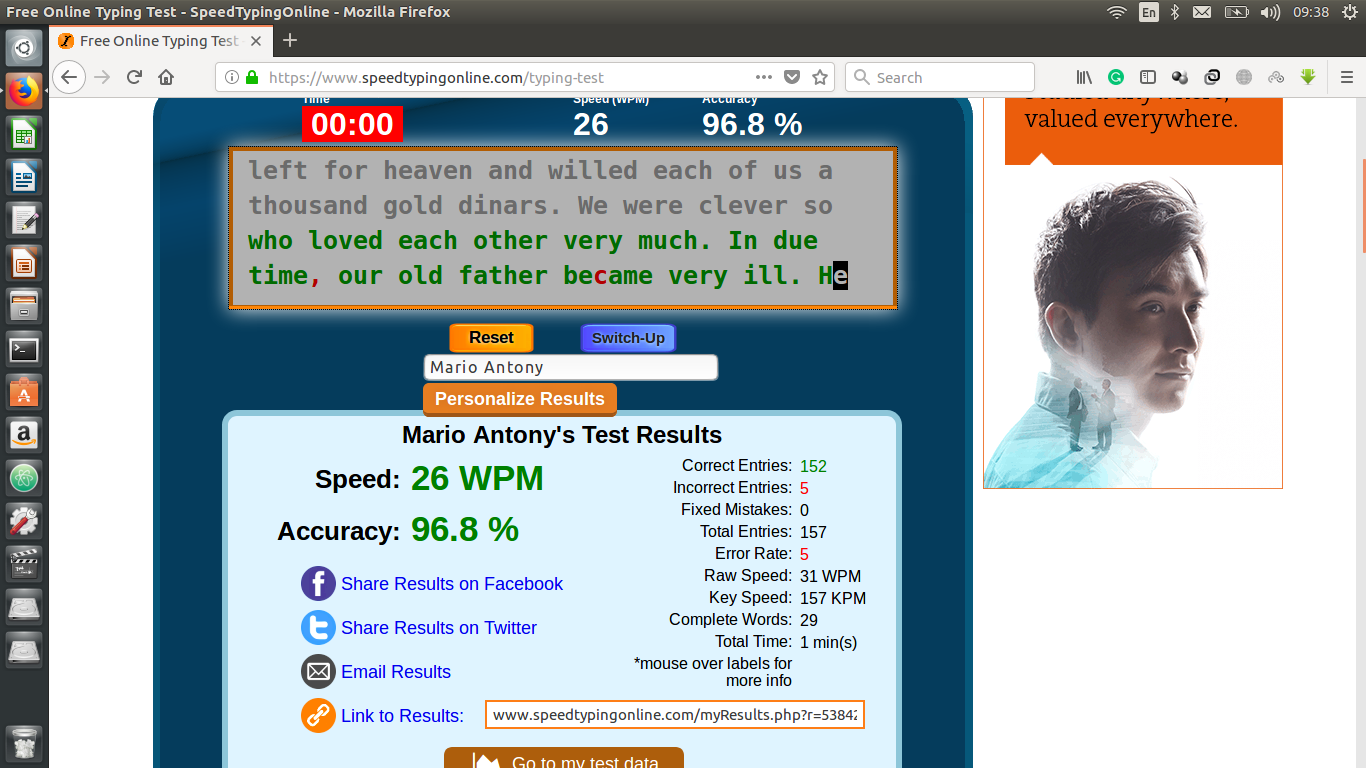 Free Online Typing Test - SpeedTypingOnline - Mozilla Firefox
En
09:38
Free Online Typing Test
https://www.speedtypingonline.com/typing-test
Search
valued everywhere.
Time
Speed (WPM)
Accuracy
00:00
26
96.8 %
left for heaven and willed each of us a
thousand gold dinars. We were clever so
who loved each other very much. In due
time, our old father became very ill. He
Reset
Switch-Up
Mario Antony
Personalize Results
Mario Antony's Test Results
Speed: 26 WPM
Accuracy: 96.8 %
Share Results on Facebook
Share Results on Twitter
Email Results
Link to Results:
www.speedtypingonline.com/myResults.php?r=53842
Correct Entries: 152
Incorrect Entries: 5
Fixed Mistakes: 0
Total Entries: 157
Error Rate: 5
Raw Speed: 31 WPM
Key Speed: 157 KPM
Complete Words: 29
Total Time: 1 min(s)
*mouse over labels for
more info
Go to my test data